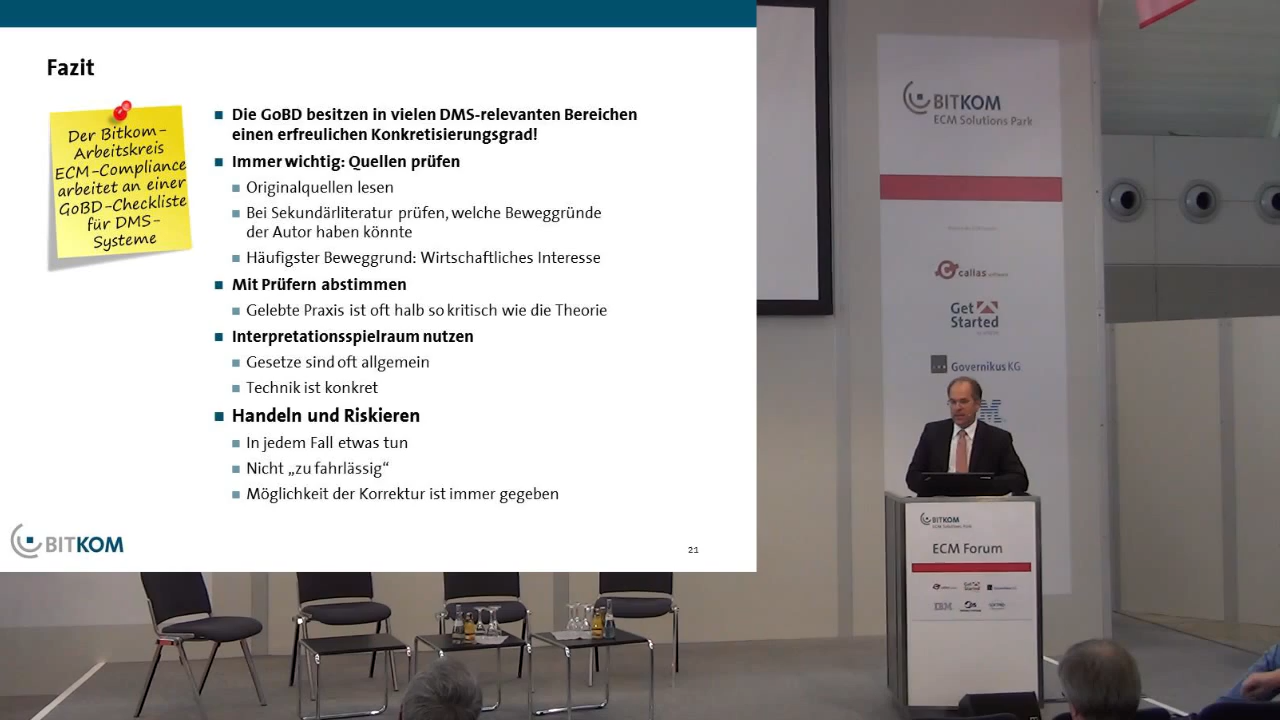 Fazit
Der Bitkom-
Arbeitskreis
ECM-Compliance
arbeitet an einer
GoBD-Checkliste
für DMS-
Systeme
Die GoBD besitzen in vielen DMS-relevanten Bereichen
einen erfreulichen Konkretisierungsgrad!
Immer wichtig: Quellen prüfen
Originalquellen lesen
Bei Sekundärliteratur prüfen, welche Beweggründe
der Autor haben könnte
Häufigster Beweggrund: Wirtschaftliches Interesse
Mit Prüfern abstimmen
Gelebte Praxis ist oft halb so kritisch wie die Theorie
Interpretationsspielraum nutzen
Gesetze sind oft allgemein
Technik ist konkret
Handeln und Riskieren
In jedem Fall etwas tun
Nicht „zu fahrlässig“
Möglichkeit der Korrektur ist immer gegeben
BITKOM
21
BITKOM
ECM Solutions Park
callas software
Get
Started
Governikus KG
BITKOM
ECM Solutions Park
ECM Forum
IBM